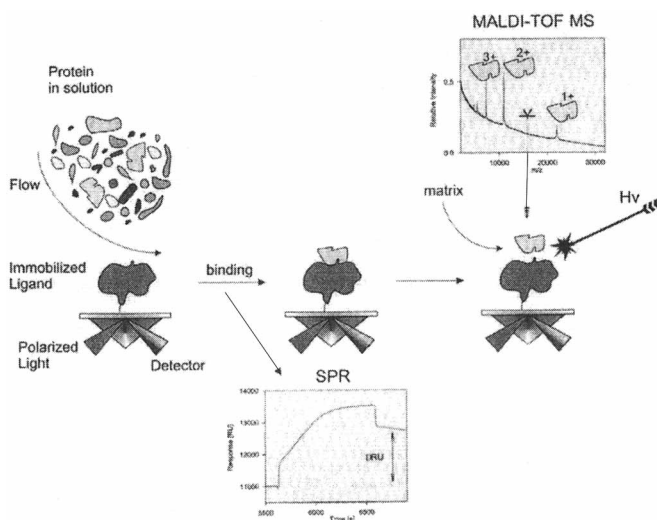 MALDI-TOF MS
Protein
in solution
3+
2+
1+
Relative Intensity
0.5
0.0
10000
20000
30000
m/z
Flow
matrix
Hv
Immobilized
Ligand
binding
Polarized
Light
Detector
SPR
14000
13000
12000
11000
Response [RU]
DRU
5500
6000
6500
Time [s]